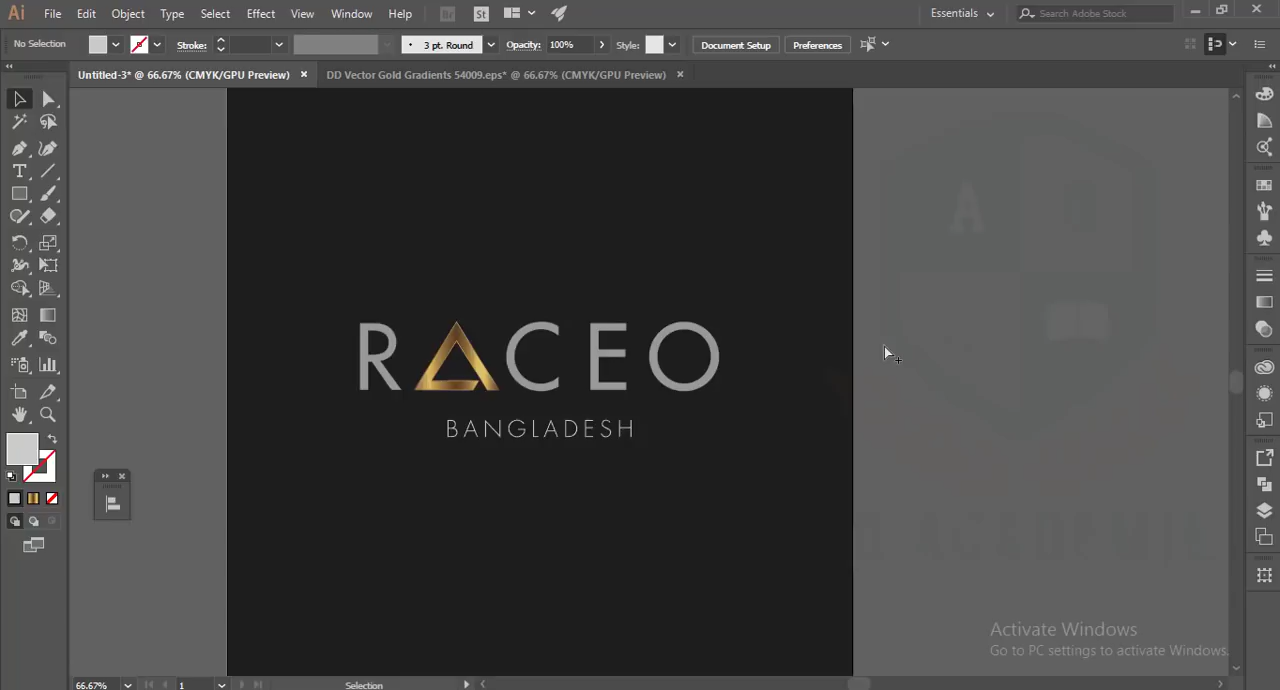 Ai File Edit Object Type Select Effect View Window Help Br St Essentials Search Adobe Stock
No Selection Stroke: 3 pt. Round Opacity: 100% Style: Document Setup Preferences
Untitled-3* @ 66.67% (CMYK/GPU Preview) × DD Vector Gold Gradients 54009.eps* @ 66.67% (CMYK/GPU Preview) ×
A
RACEO
BANGLADESH
Activate Windows
Go to PC settings to activate Windows.
66.67% 1 Selection